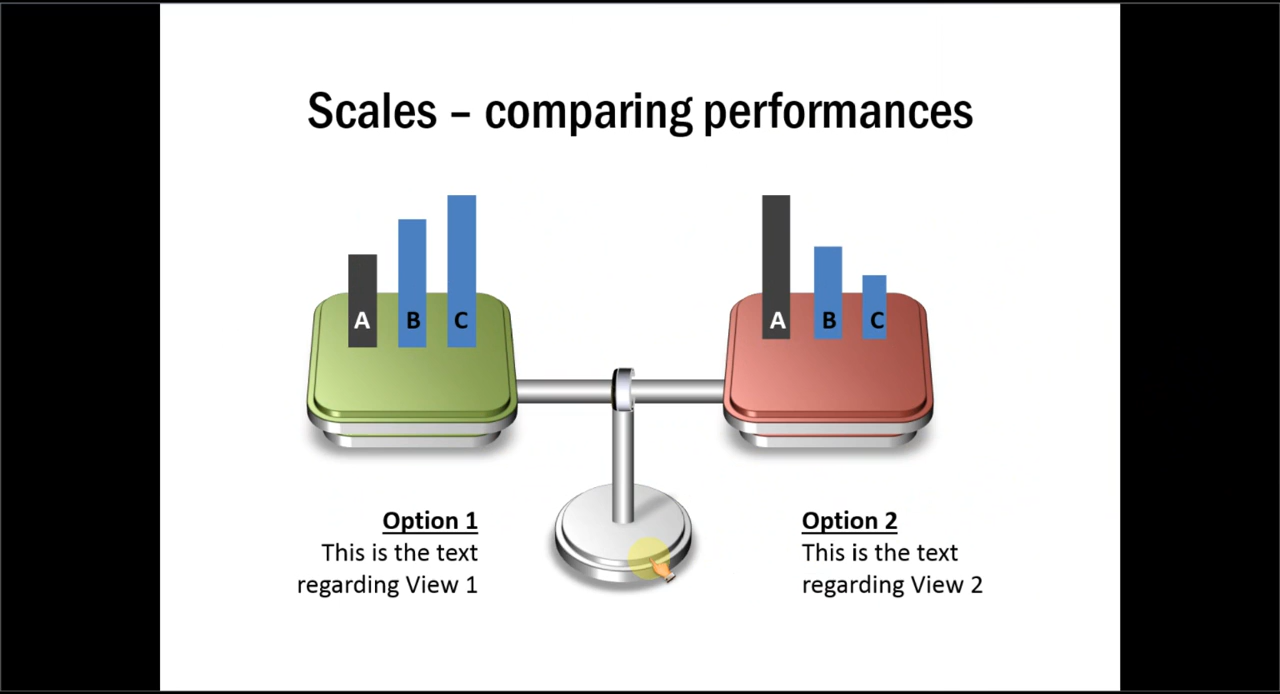 Scales – comparing performances
A B C
A B C
Option 1
This is the text
regarding View 1
Option 2
This is the text
regarding View 2